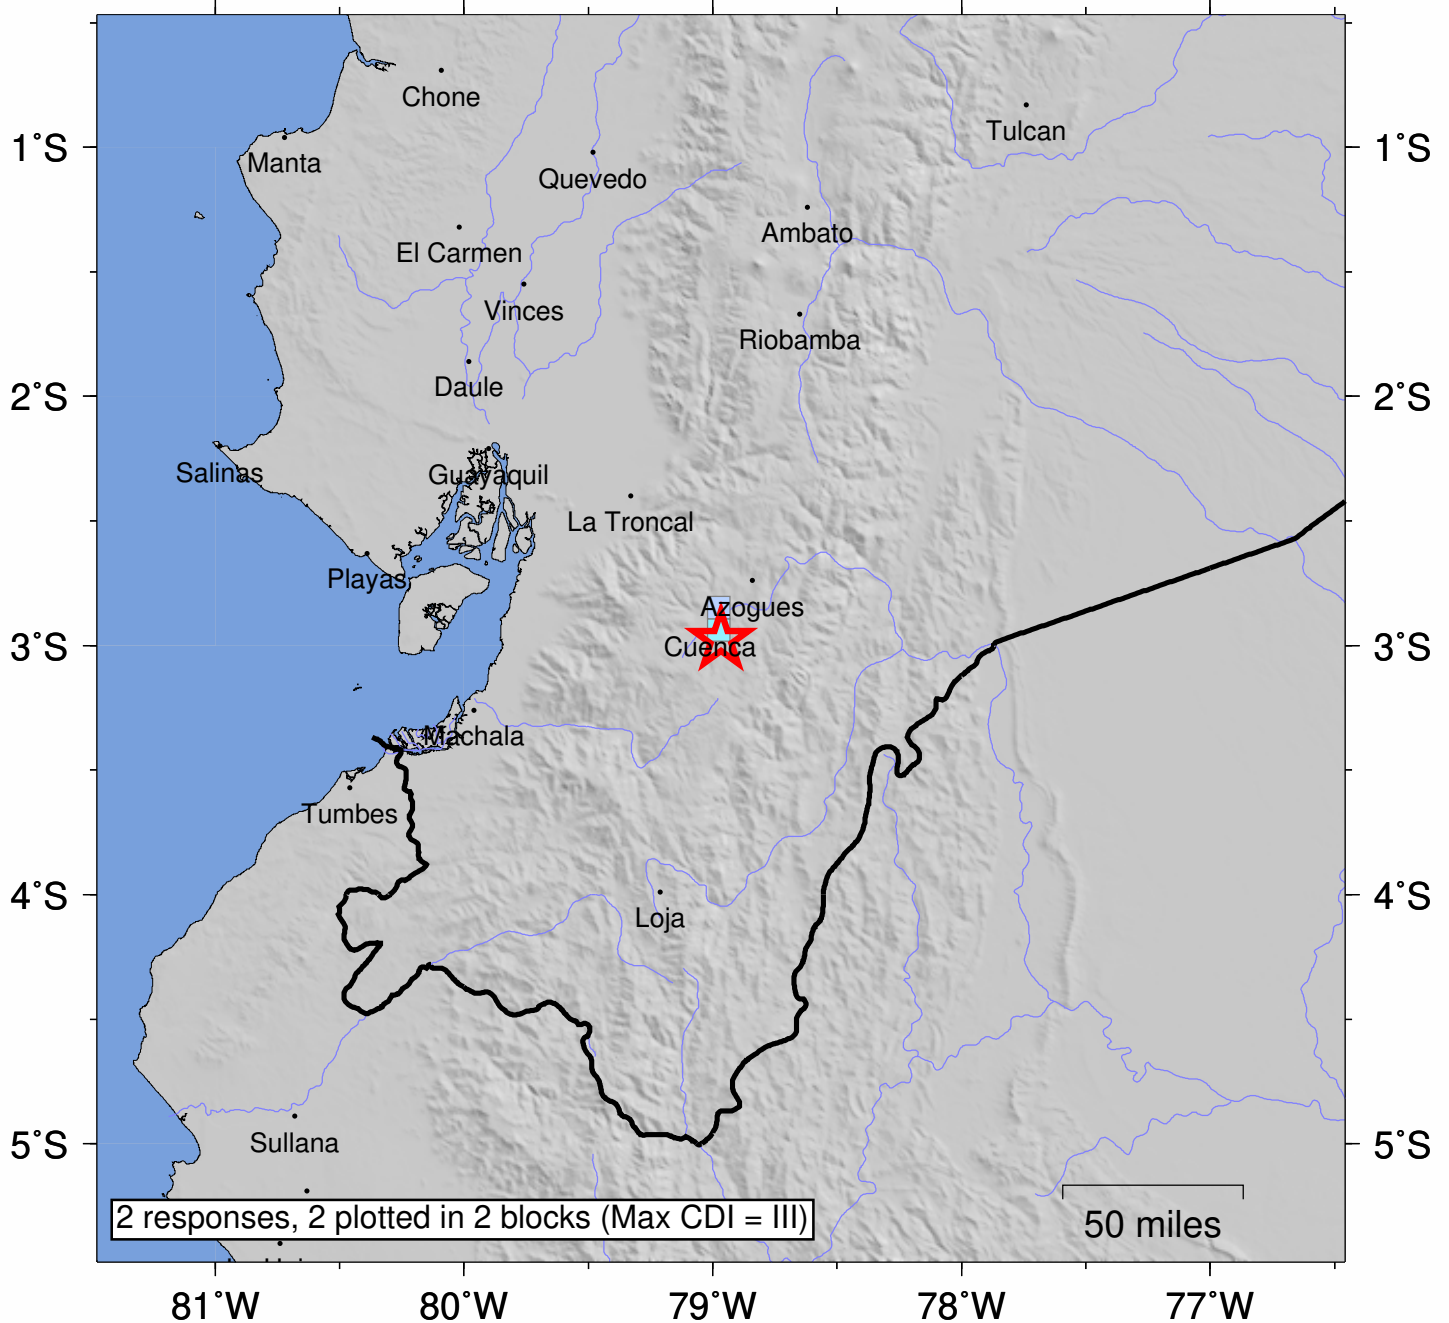 Chone
Tulcan
1°S
1°S
Manta
Quevedo
Ambato
El Carmen
Vinces
Riobamba
Daule
2°S
2°S
Salinas
Guayaquil
La Troncal
Playas
Azogues
3°S
Cuenca
3°S
Machala
Tumbes
4°S
4°S
Loja
5°S
Sullana
5°S
2 responses, 2 plotted in 2 blocks (Max CDI = III)
50 miles
81°W
80°W
79°W
78°W
77°W